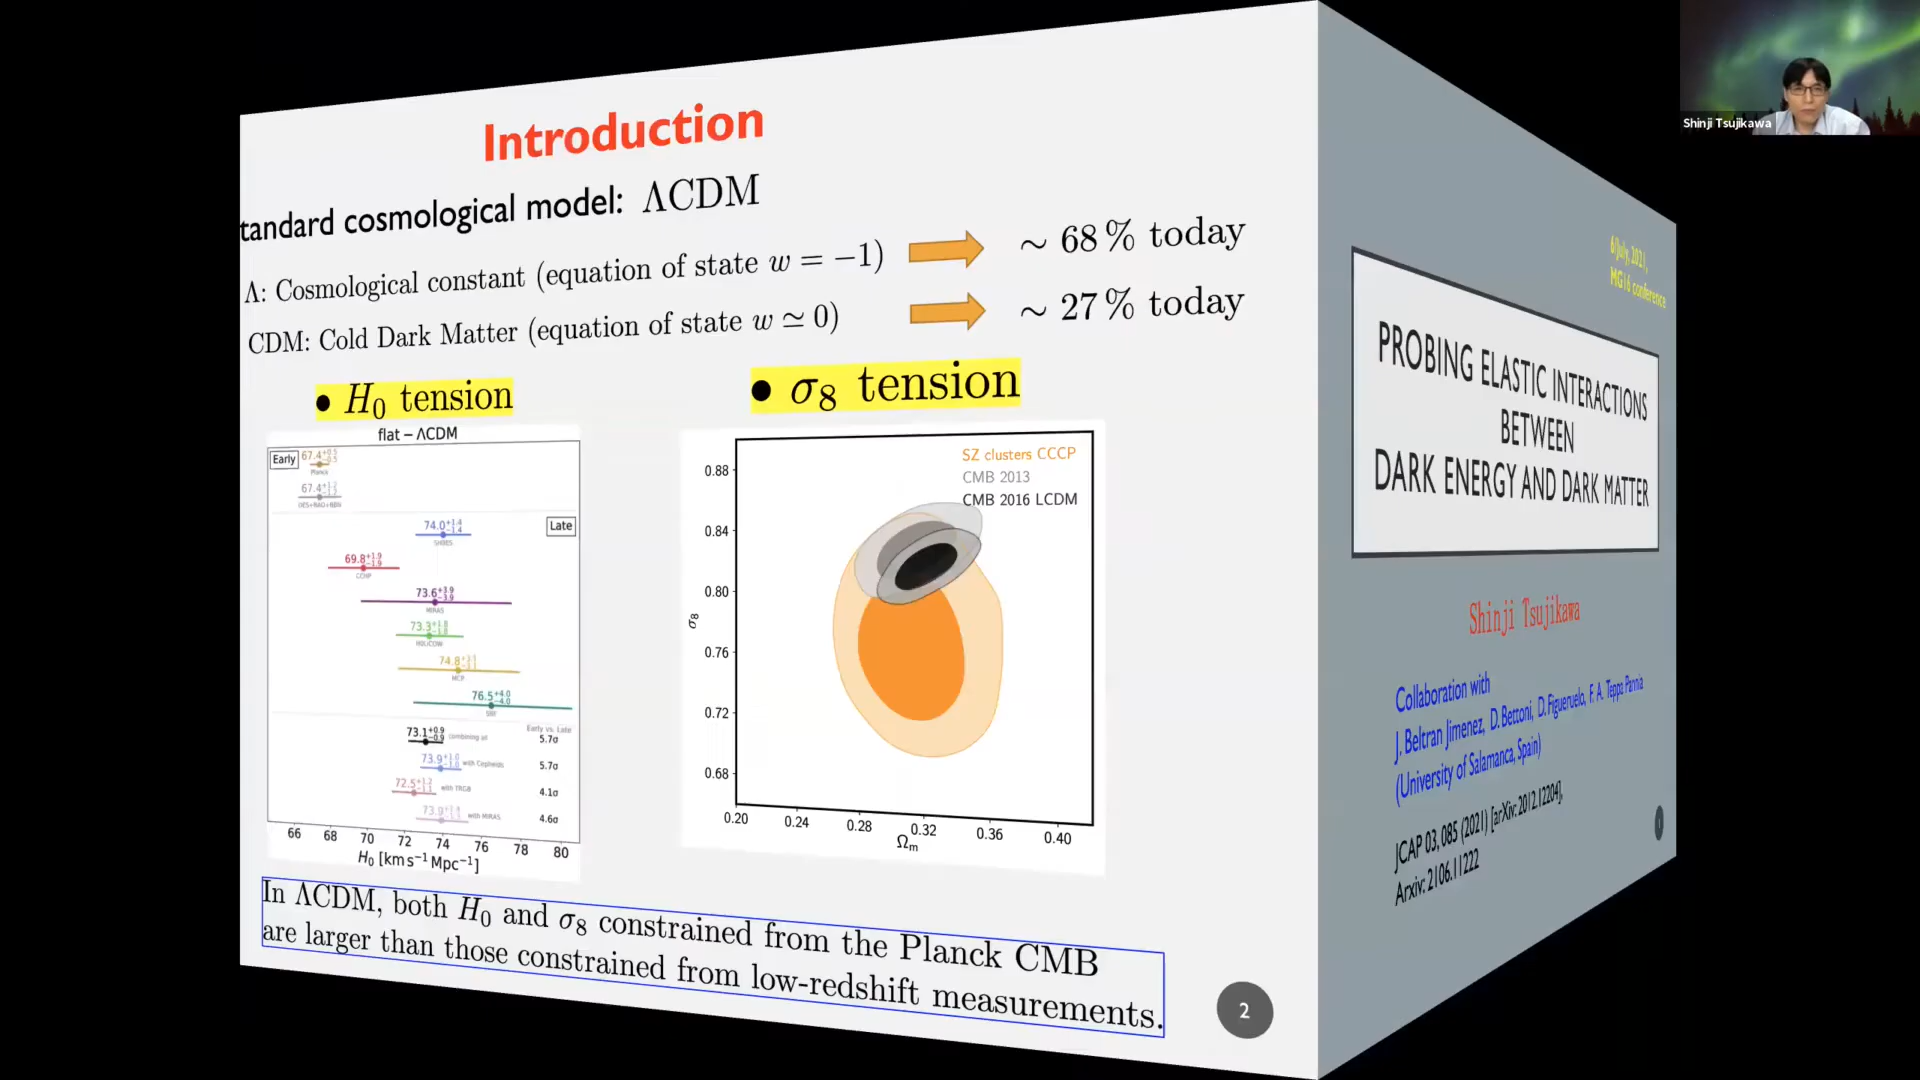 Introduction
tandard cosmological model: ΛCDM
Λ: Cosmological constant (equation of state w = −1) ∼ 68 % today
CDM: Cold Dark Matter (equation of state w ≃ 0) ∼ 27 % today
• H₀ tension
flat − ΛCDM
Early
67.4+0.5−0.5
Planck
67.4+1.2−1.2
DES+BAO+BBN
Late
74.0+1.4−1.4
SH0ES
69.8+1.9−1.9
CCHP
73.6+3.9−3.9
MIRAS
73.3
H0LiCOW
74.8
MCP
76.5+4.0−4.0
SBF
Early vs. Late
73.1+0.9−0.9 combining all 5.7σ
73.9+1.0−1.0 with Cepheids 5.7σ
72.5 with TRGB 4.1σ
73.9 with MIRAS 4.6σ
66 68 70 72 74 76 78 80
H₀ [km s⁻¹ Mpc⁻¹]
• σ₈ tension
SZ clusters CCCP
CMB 2013
CMB 2016 LCDM
0.88
0.84
0.80
0.76
0.72
0.68
σ₈
0.20 0.24 0.28 0.32 0.36 0.40
Ωm
In ΛCDM, both H₀ and σ₈ constrained from the Planck CMB
are larger than those constrained from low-redshift measurements.
2
6 July, 2021,
MG16 conference
PROBING ELASTIC INTERACTIONS
BETWEEN
DARK ENERGY AND DARK MATTER
Shinji Tsujikawa
Collaboration with
J. Beltran Jimenez, D. Bettoni, D. Figueruelo, F. A. Teppa Pannia
(University of Salamanca, Spain)
JCAP 03, 085 (2021) [arXiv: 2012.12204],
Arxiv: 2106.11222
Shinji Tsujikawa